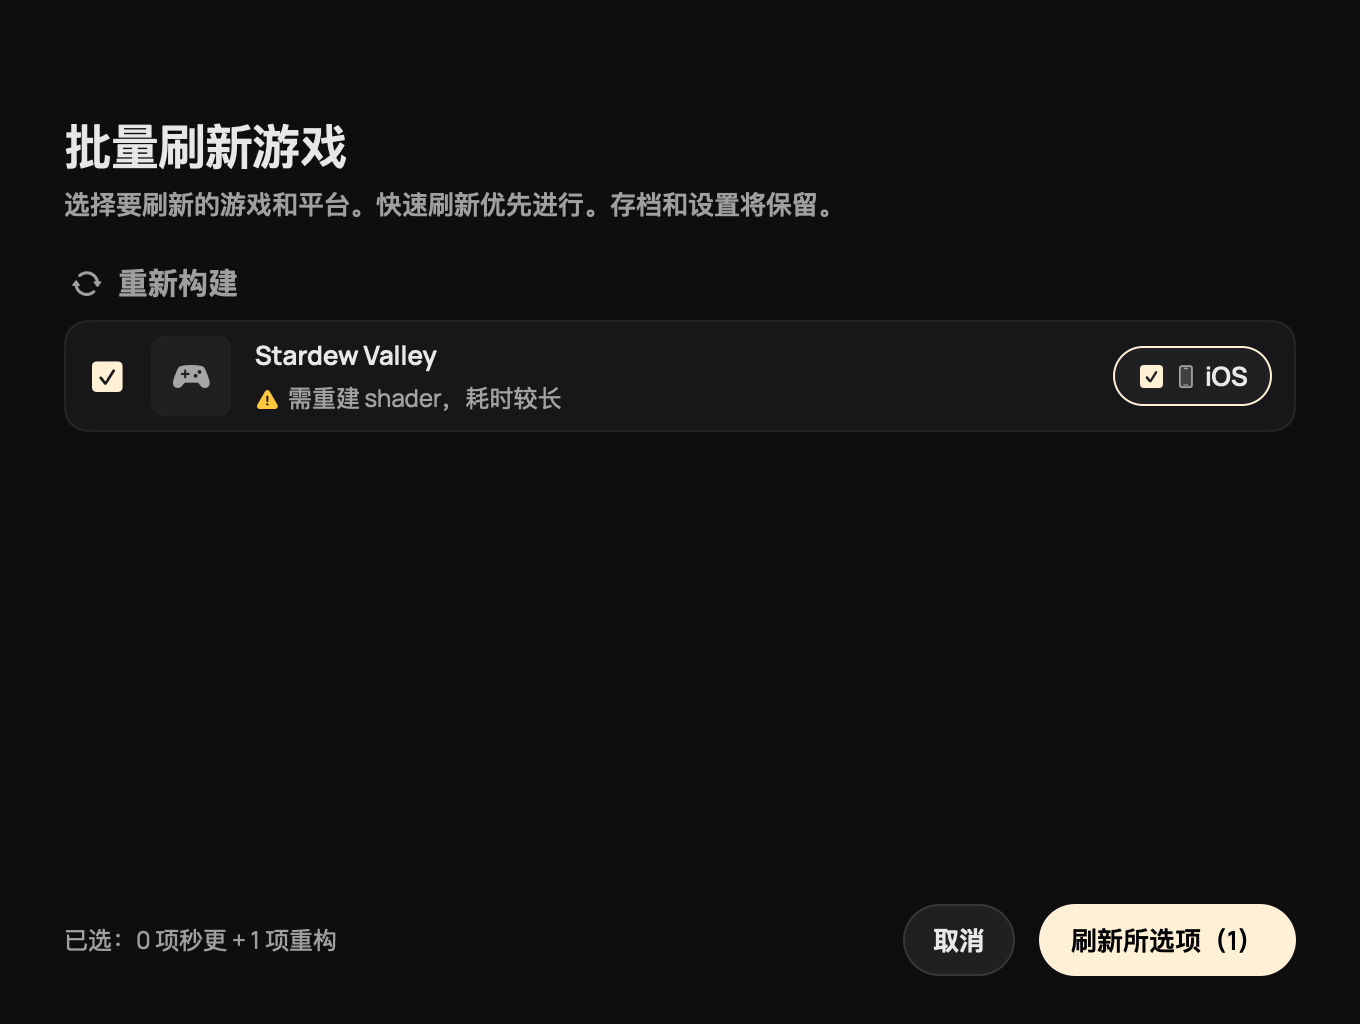 批量刷新游戏
选择要刷新的游戏和平台。快速刷新优先进行。存档和设置将保留。
重新构建
Stardew Valley
需重建 shader，耗时较长
iOS
已选：0 项秒更 + 1 项重构
取消
刷新所选项（1）